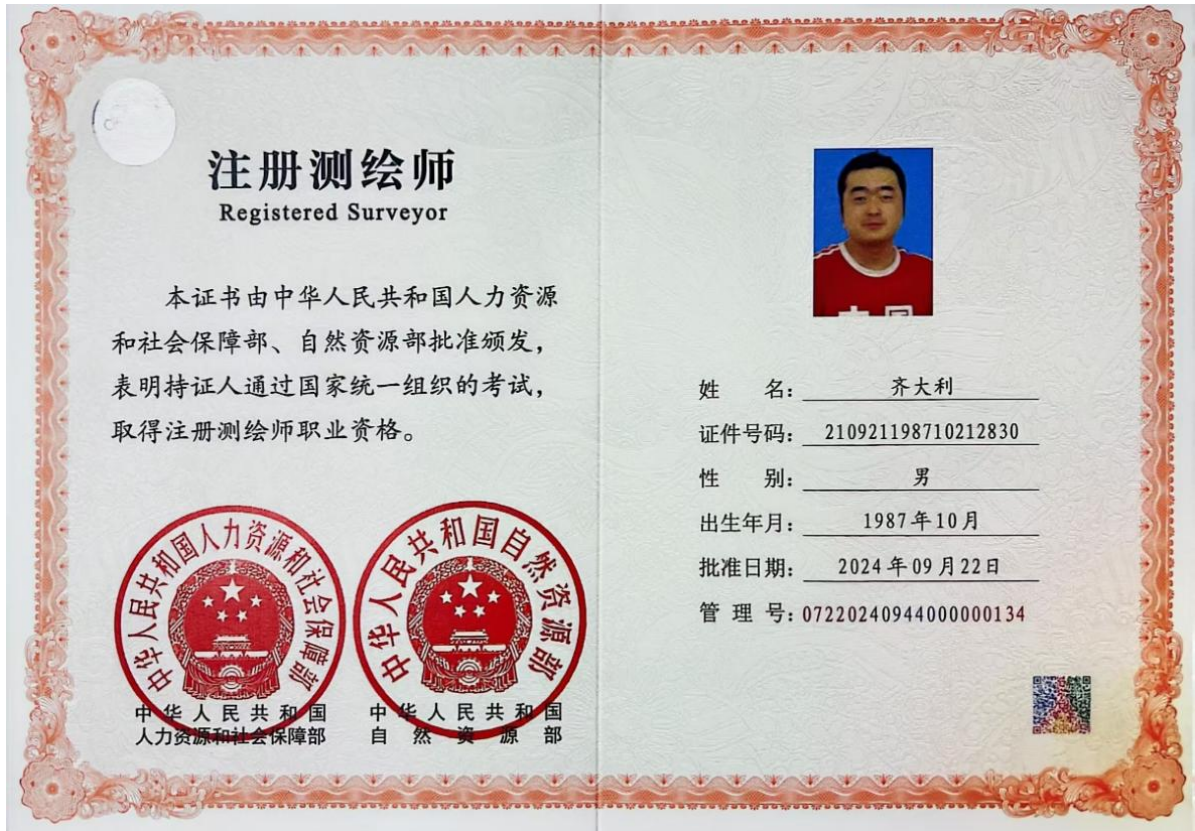 注册测绘师
Registered Surveyor
本证书由中华人民共和国人力资源
和社会保障部、自然资源部批准颁发，
表明持证人通过国家统一组织的考试，
取得注册测绘师职业资格。
中华人民共和国人力资源和社会保障部
中华人民共和国自然资源部
中华人民共和国
人力资源和社会保障部
中华人民共和国
自然资源部
姓名：齐大利
证件号码：210921198710212830
性别：男
出生年月：1987年10月
批准日期：2024年09月22日
管理号：07220240944000000134